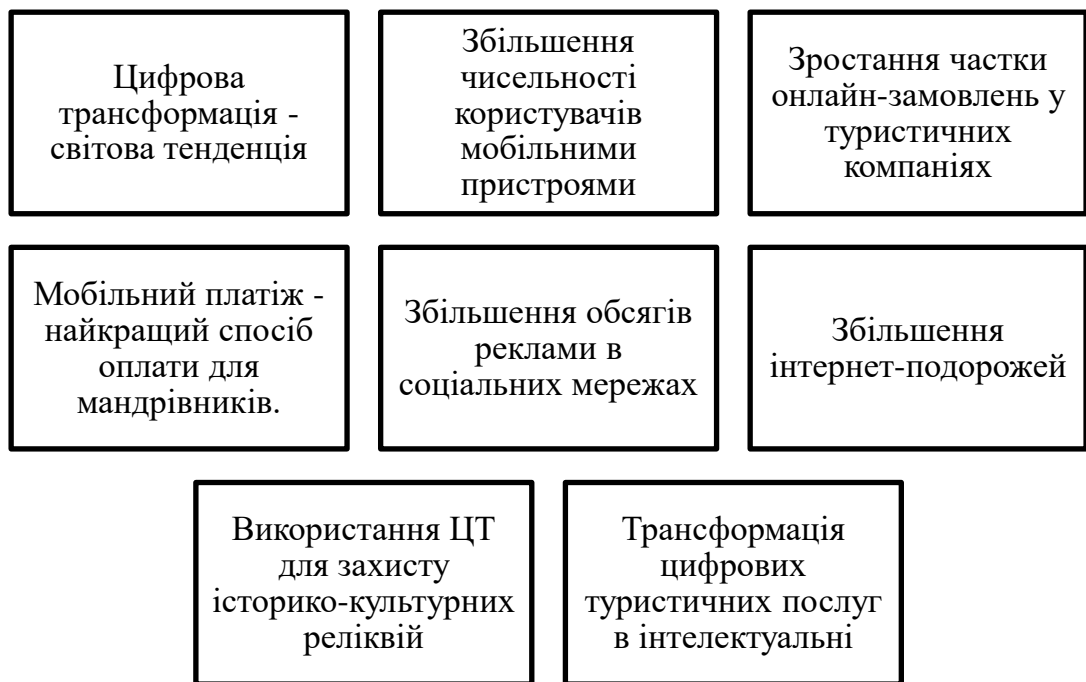 Цифрова
трансформація -
світова тенденція
Збільшення
чисельності
користувачів
мобільними
пристроями
Зростання частки
онлайн-замовлень у
туристичних
компаніях
Мобільний платіж -
найкращий спосіб
оплати для
мандрівників.
Збільшення обсягів
реклами в
соціальних мережах
Збільшення
інтернет-подорожей
Використання ЦТ
для захисту
історико-культурних
реліквій
Трансформація
цифрових
туристичних послуг
в інтелектуальні